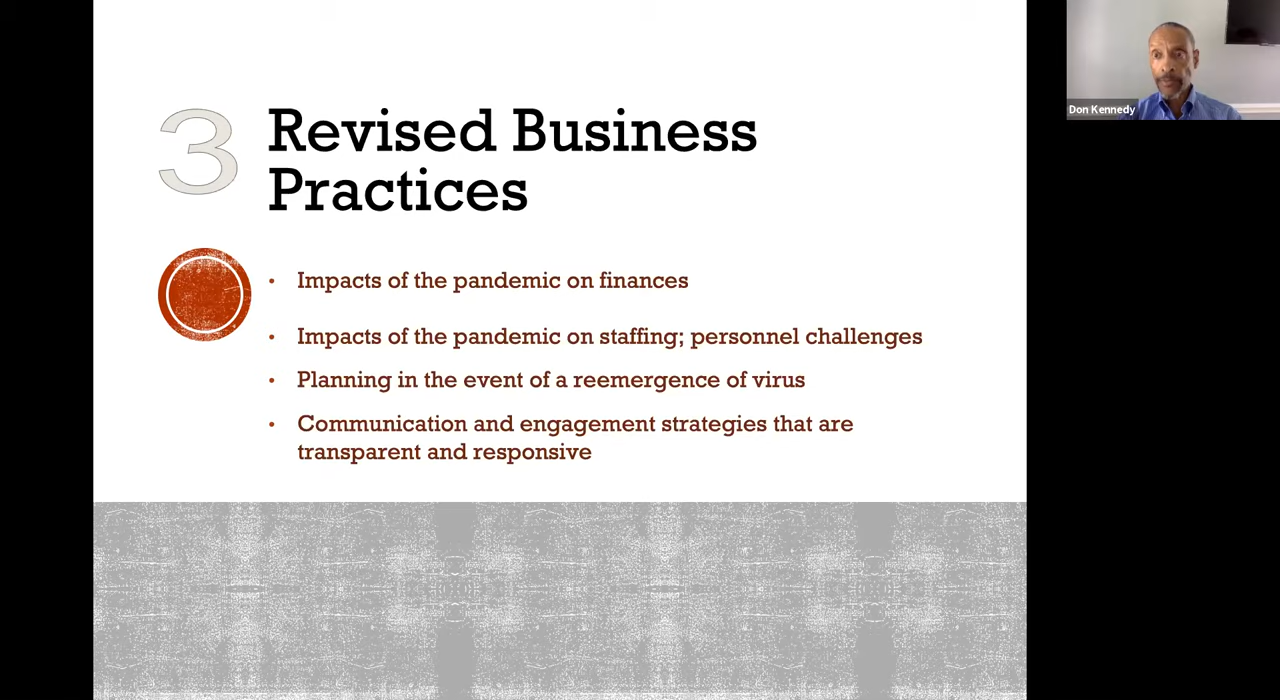 3
Revised Business
Practices
• Impacts of the pandemic on finances
• Impacts of the pandemic on staffing; personnel challenges
• Planning in the event of a reemergence of virus
• Communication and engagement strategies that are
transparent and responsive
Don Kennedy